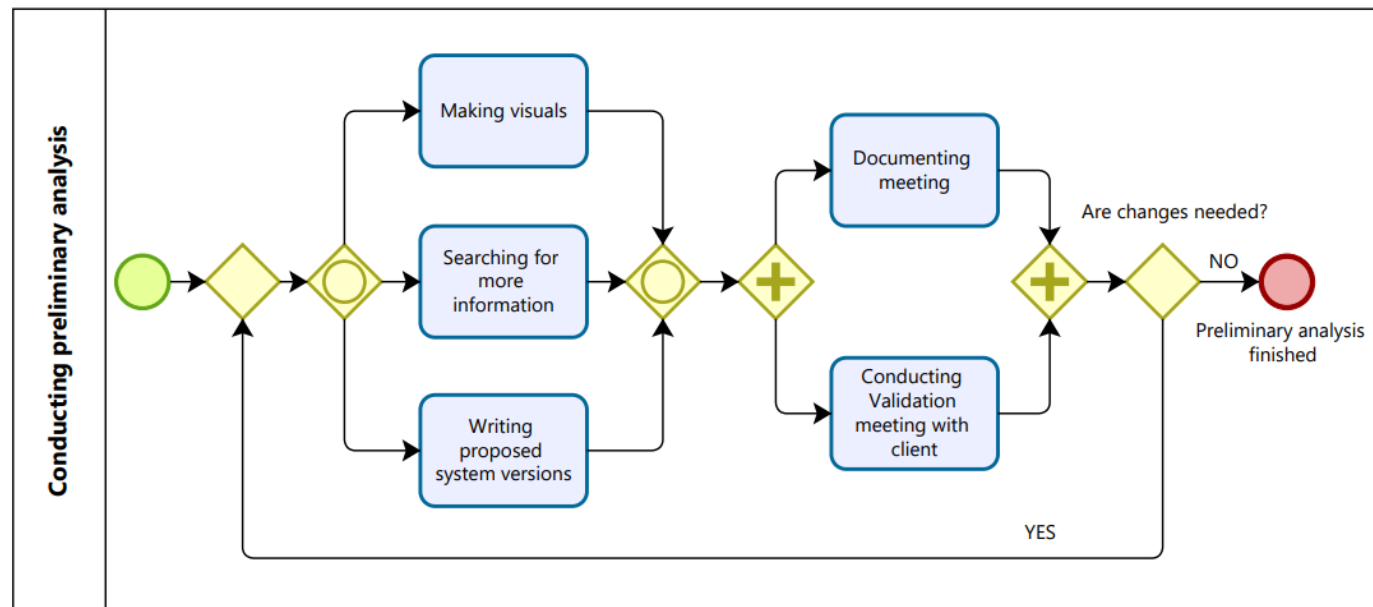 Conducting preliminary analysis
Making visuals
Searching for
more
information
Writing
proposed
system versions
Documenting
meeting
Conducting
Validation
meeting with
client
Are changes needed?
NO
Preliminary analysis
finished
YES